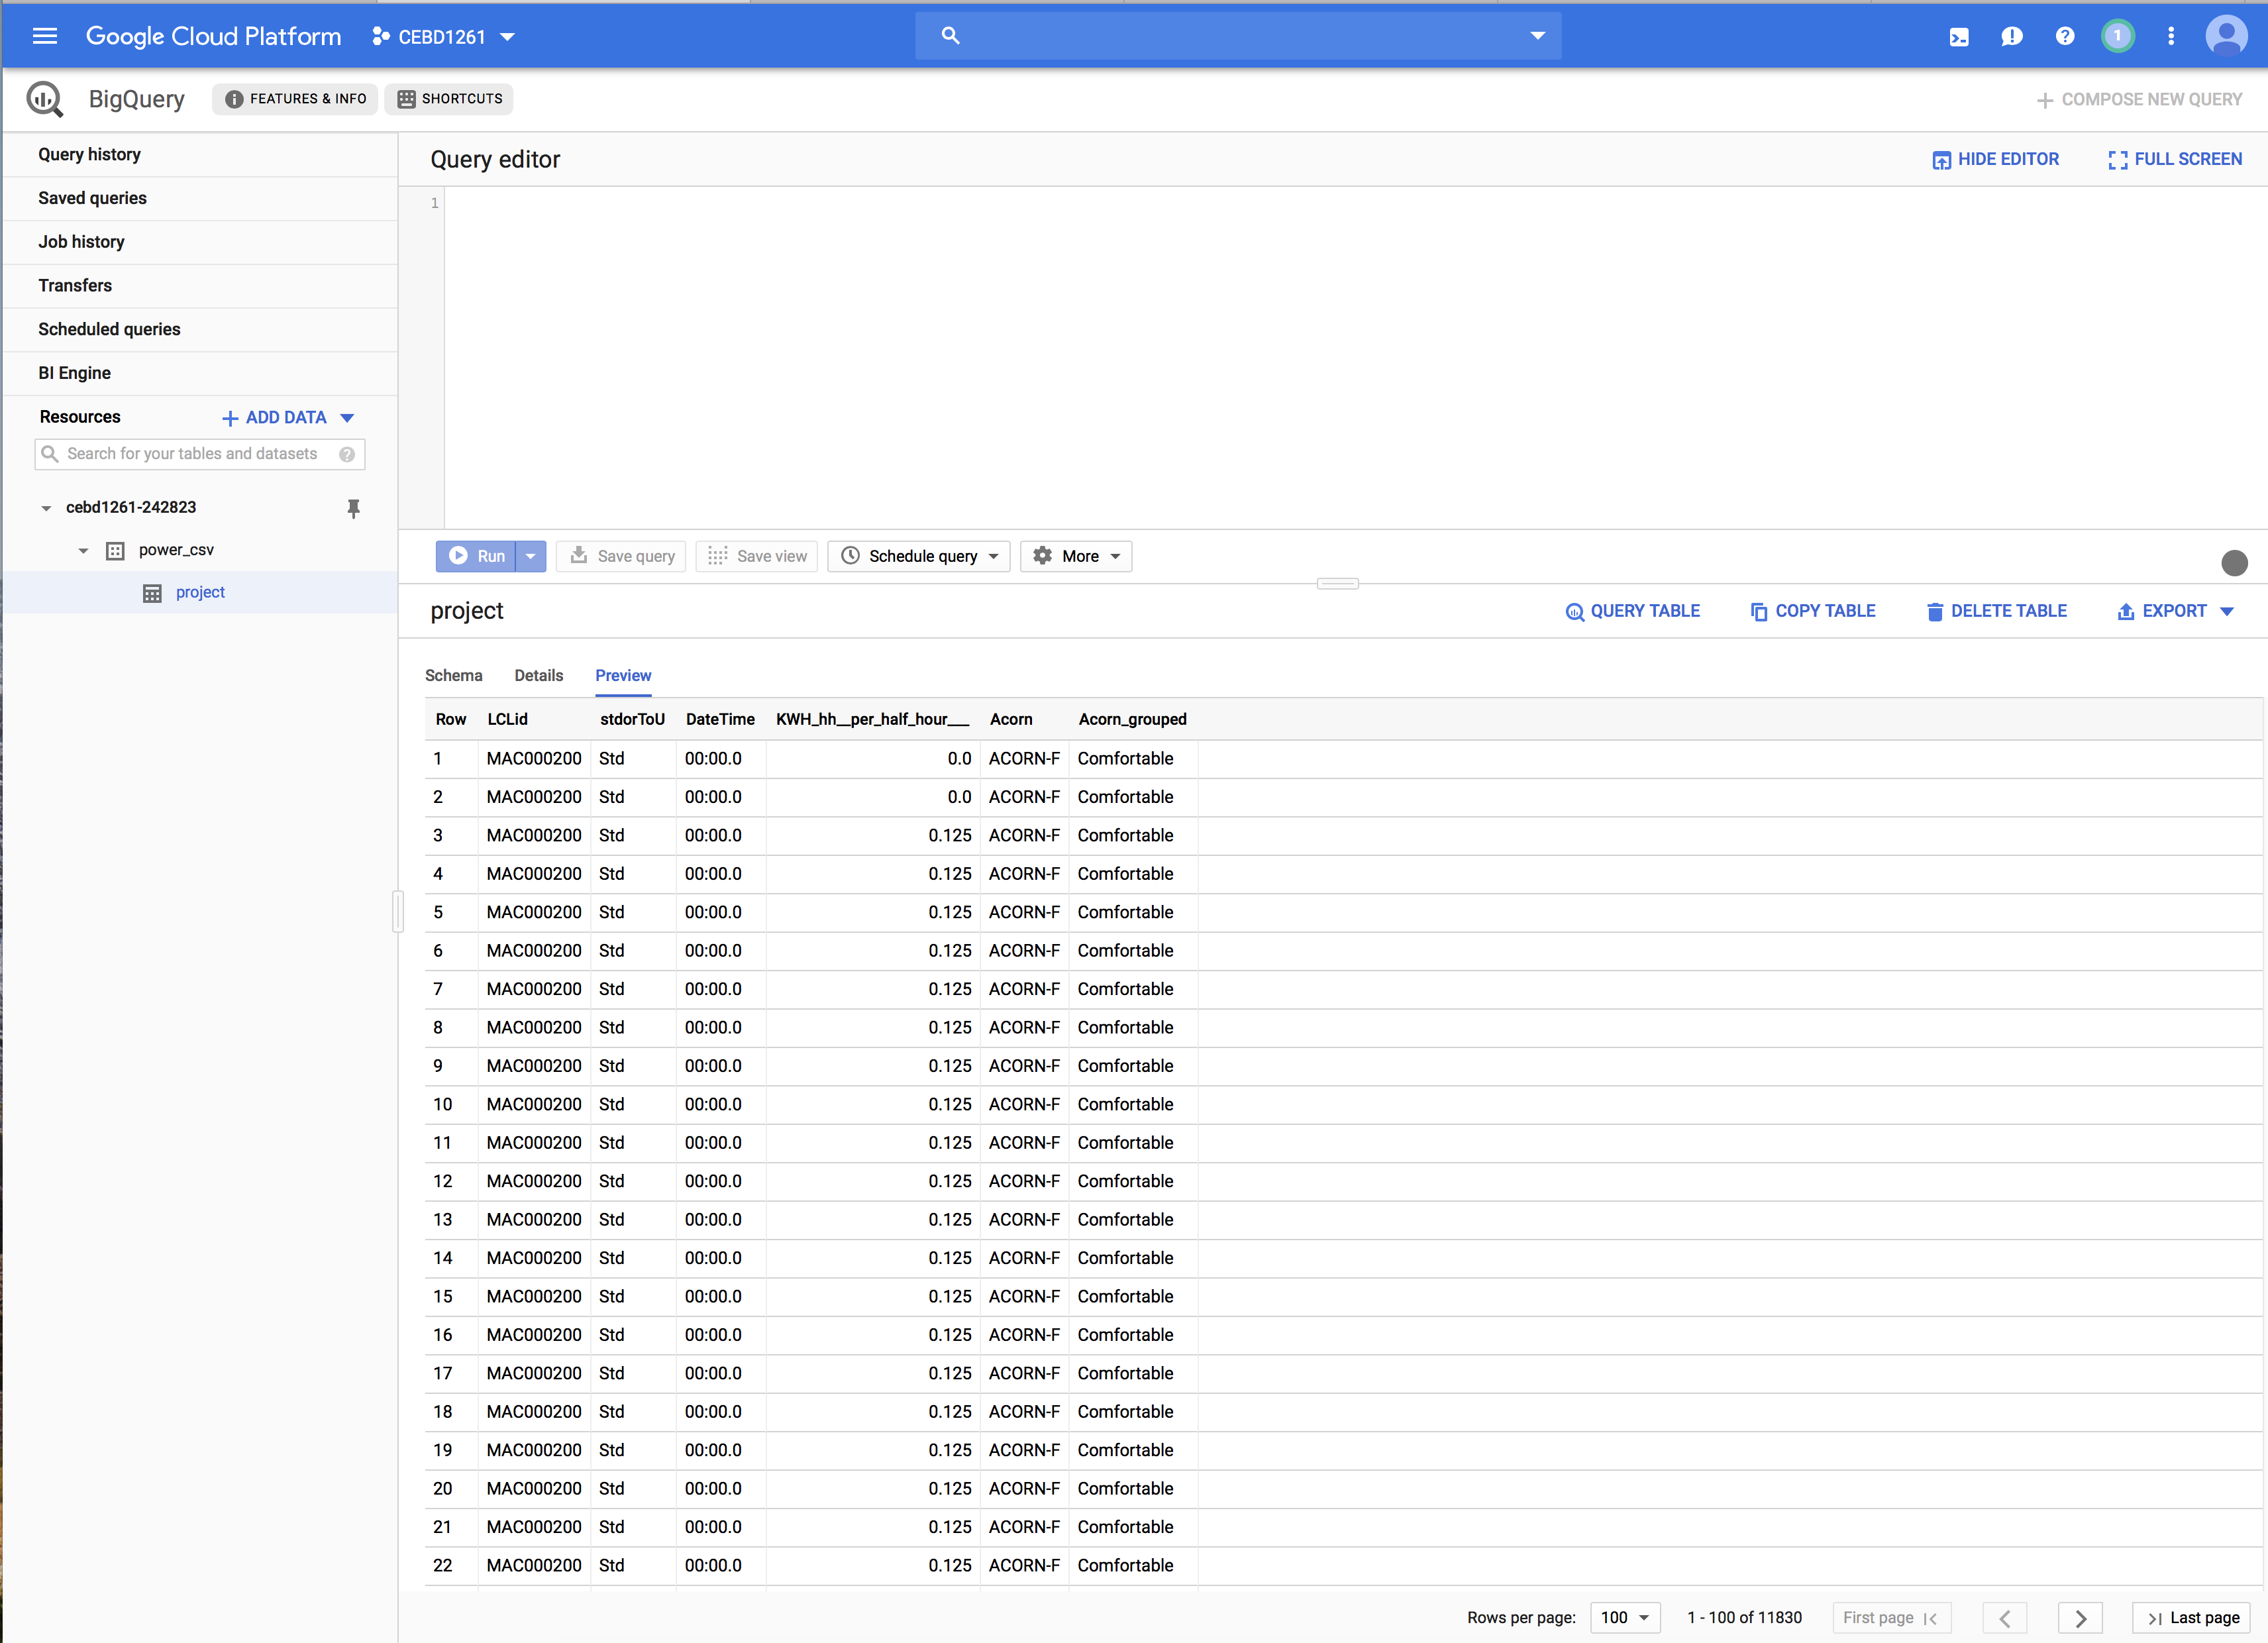 Google Cloud Platform CEBD1261 1
BigQuery FEATURES & INFO SHORTCUTS COMPOSE NEW QUERY
Query history
Saved queries
Job history
Transfers
Scheduled queries
BI Engine
Resources ADD DATA
Search for your tables and datasets ?
cebd1261-242823
power_csv
project
Query editor HIDE EDITOR FULL SCREEN
1
Run Save query Save view Schedule query More
project QUERY TABLE COPY TABLE DELETE TABLE EXPORT
Schema Details Preview
Row LCLid stdorToU DateTime KWH_hh__per_half_hour___ Acorn Acorn_grouped
1 MAC000200 Std 00:00.0 0.0 ACORN-F Comfortable
2 MAC000200 Std 00:00.0 0.0 ACORN-F Comfortable
3 MAC000200 Std 00:00.0 0.125 ACORN-F Comfortable
4 MAC000200 Std 00:00.0 0.125 ACORN-F Comfortable
5 MAC000200 Std 00:00.0 0.125 ACORN-F Comfortable
6 MAC000200 Std 00:00.0 0.125 ACORN-F Comfortable
7 MAC000200 Std 00:00.0 0.125 ACORN-F Comfortable
8 MAC000200 Std 00:00.0 0.125 ACORN-F Comfortable
9 MAC000200 Std 00:00.0 0.125 ACORN-F Comfortable
10 MAC000200 Std 00:00.0 0.125 ACORN-F Comfortable
11 MAC000200 Std 00:00.0 0.125 ACORN-F Comfortable
12 MAC000200 Std 00:00.0 0.125 ACORN-F Comfortable
13 MAC000200 Std 00:00.0 0.125 ACORN-F Comfortable
14 MAC000200 Std 00:00.0 0.125 ACORN-F Comfortable
15 MAC000200 Std 00:00.0 0.125 ACORN-F Comfortable
16 MAC000200 Std 00:00.0 0.125 ACORN-F Comfortable
17 MAC000200 Std 00:00.0 0.125 ACORN-F Comfortable
18 MAC000200 Std 00:00.0 0.125 ACORN-F Comfortable
19 MAC000200 Std 00:00.0 0.125 ACORN-F Comfortable
20 MAC000200 Std 00:00.0 0.125 ACORN-F Comfortable
21 MAC000200 Std 00:00.0 0.125 ACORN-F Comfortable
22 MAC000200 Std 00:00.0 0.125 ACORN-F Comfortable
Rows per page: 100 1 - 100 of 11830 First page Last page